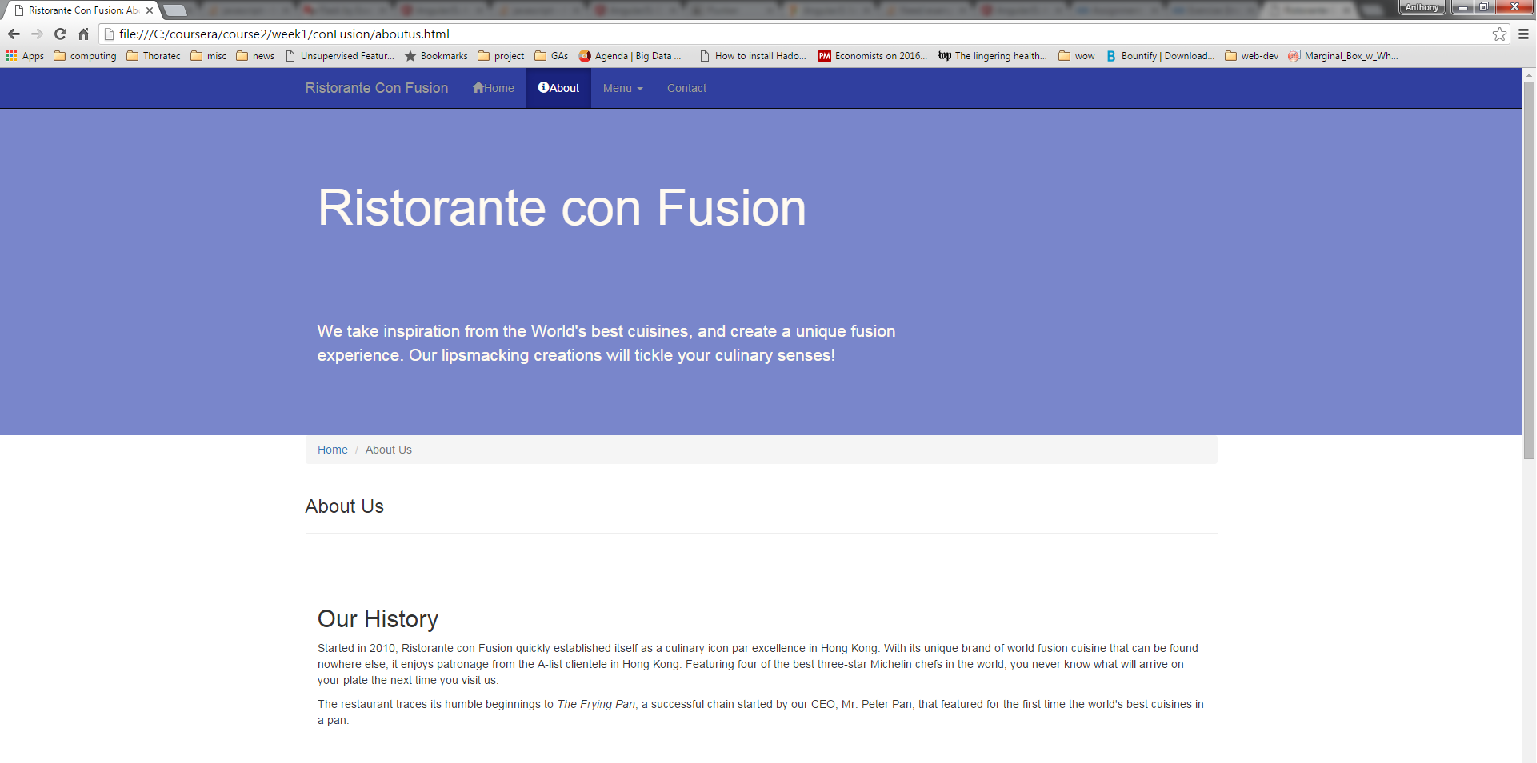 Ristorante Con Fusion: Ab
Anthony
file:///C:/coursera/course2/week1/conFusion/aboutus.html
Apps computing Thoratec misc news Unsupervised Featur... Bookmarks project GAs Agenda | Big Data ... How to install Hado... PM Economists on 2016... The lingering health... wow B Bountify | Download... web-dev Marginal_Box_w_Wh...
Ristorante Con Fusion Home About Menu Contact
Ristorante con Fusion
We take inspiration from the World's best cuisines, and create a unique fusion
experience. Our lipsmacking creations will tickle your culinary senses!
Home / About Us
About Us
Our History
Started in 2010, Ristorante con Fusion quickly established itself as a culinary icon par excellence in Hong Kong. With its unique brand of world fusion cuisine that can be found
nowhere else, it enjoys patronage from the A-list clientele in Hong Kong. Featuring four of the best three-star Michelin chefs in the world, you never know what will arrive on
your plate the next time you visit us.
The restaurant traces its humble beginnings to The Frying Pan, a successful chain started by our CEO, Mr. Peter Pan, that featured for the first time the world's best cuisines in
a pan.